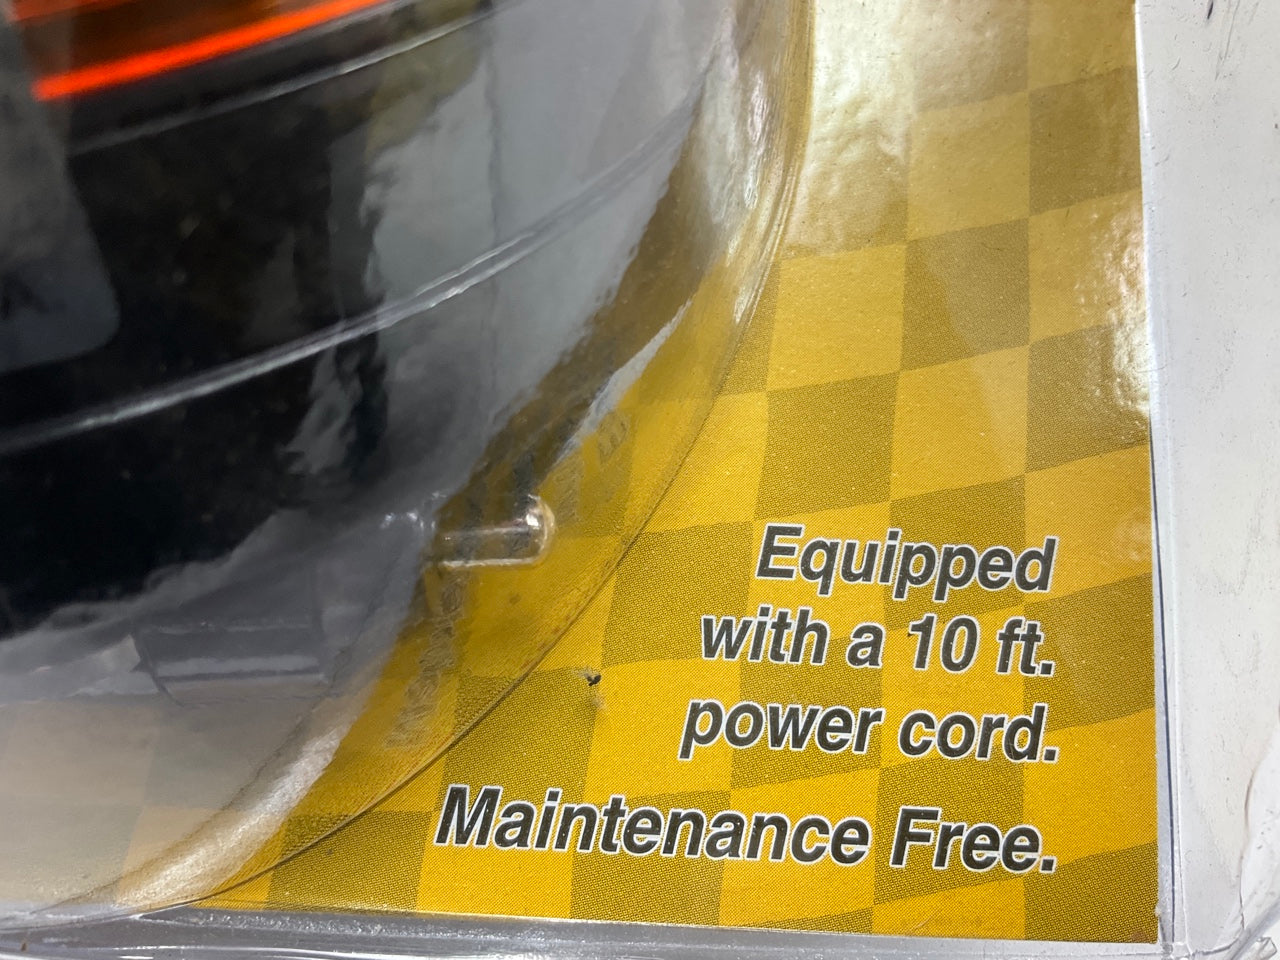 Equipped
with a 10 ft.
power cord.
Maintenance Free.